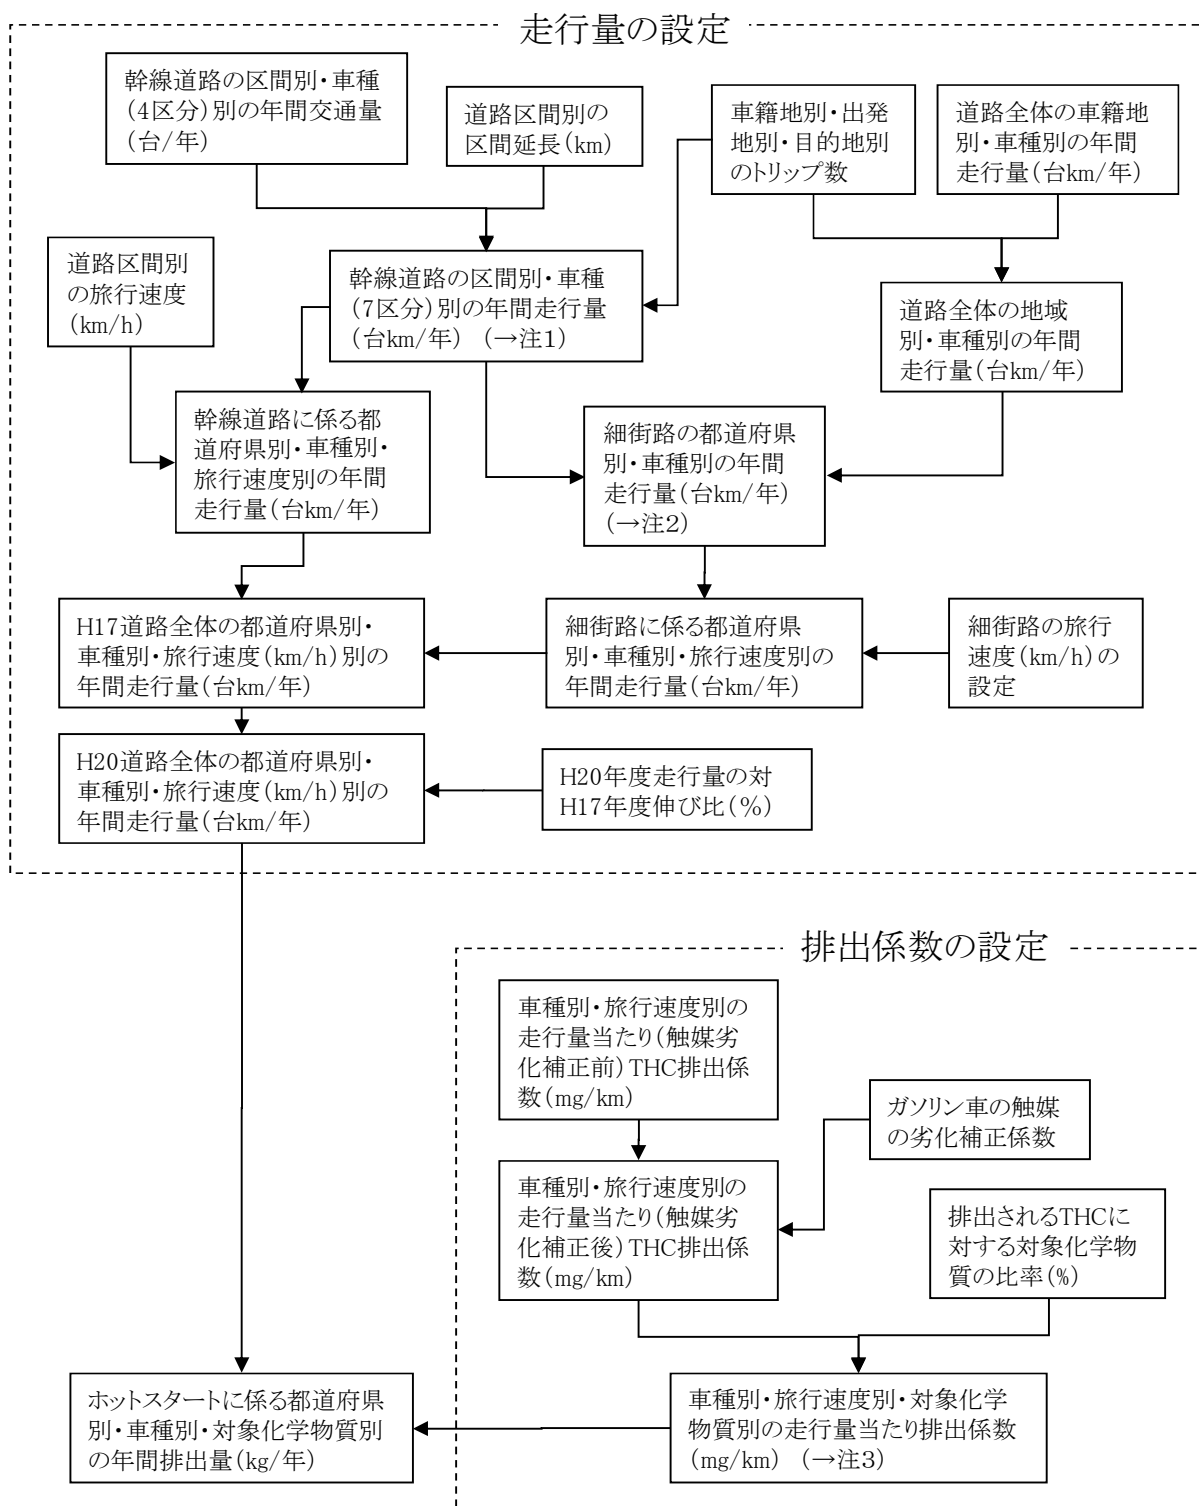 走行量の設定
幹線道路の区間別・車種
(4区分)別の年間交通量
(台/年)
道路区間別の
区間延長(km)
車籍地別・出発
地別・目的地別
のトリップ数
道路全体の車籍地
別・車種別の年間
走行量(台km/年)
道路区間別
の旅行速度
(km/h)
幹線道路の区間別・車種
(7区分)別の年間走行量
(台km/年) (→注1)
道路全体の地域
別・車種別の年間
走行量(台km/年)
幹線道路に係る都
道府県別・車種別・
旅行速度別の年間
走行量(台km/年)
細街路の都道府県
別・車種別の年間
走行量(台km/年)
(→注2)
H17道路全体の都道府県別・
車種別・旅行速度(km/h)別の
年間走行量(台km/年)
細街路に係る都道府県
別・車種別・旅行速度別の
年間走行量(台km/年)
細街路の旅行
速度(km/h)の
設定
H20道路全体の都道府県別・
車種別・旅行速度(km/h)別の
年間走行量(台km/年)
H20年度走行量の対
H17年度伸び比(%)
排出係数の設定
車種別・旅行速度別の
走行量当たり(触媒劣
化補正前)THC排出係
数(mg/km)
ガソリン車の触媒
の劣化補正係数
車種別・旅行速度別の
走行量当たり(触媒劣
化補正後)THC排出係
数(mg/km)
排出されるTHCに
対する対象化学物
質の比率(%)
ホットスタートに係る都道府県
別・車種別・対象化学物質別
の年間排出量(kg/年)
車種別・旅行速度別・対象化学
物質別の走行量当たり排出係数
(mg/km) (→注3)